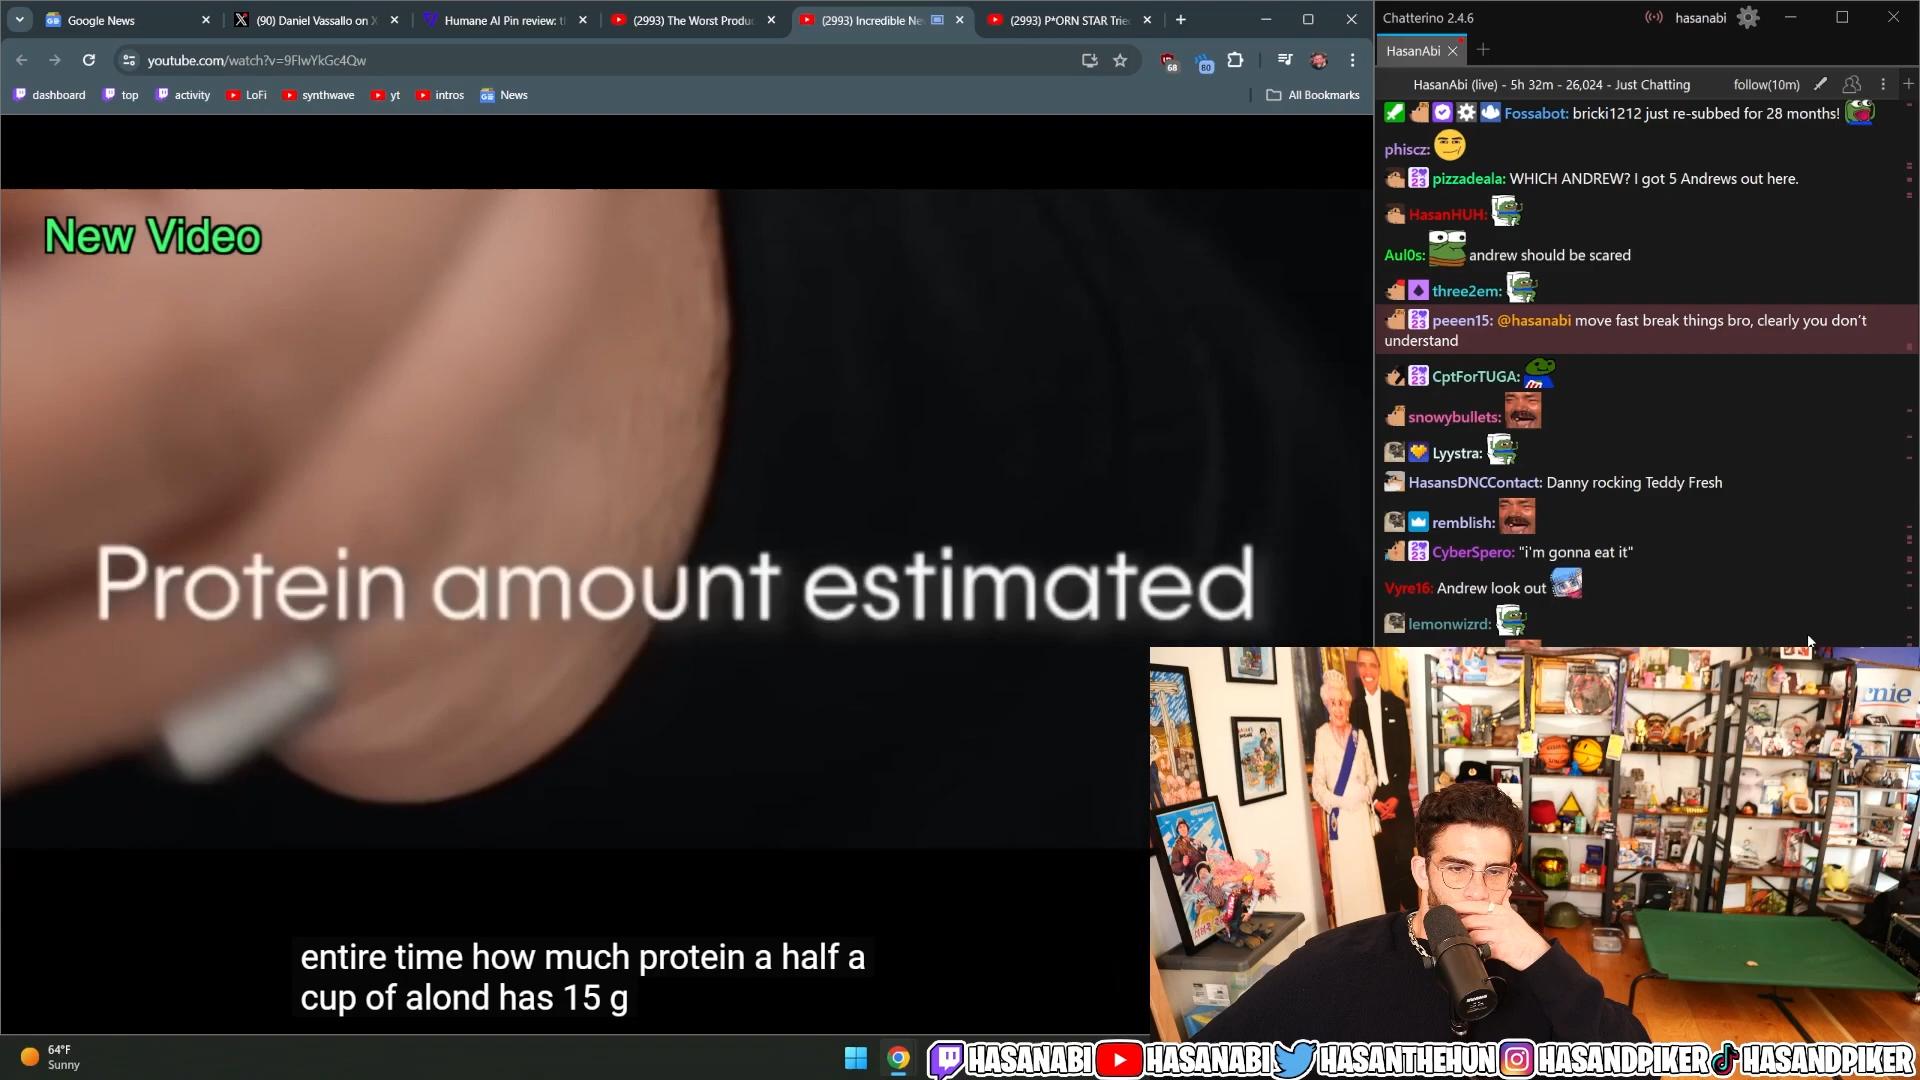 Google News
(90) Daniel Vassallo on X
Humane AI Pin review: t
(2993) The Worst Produc
(2993) Incredible Ne
(2993) P*ORN STAR Trie
youtube.com/watch?v=9FIwYkGc4Qw
68
80
dashboard
top
activity
LoFi
synthwave
yt
intros
News
All Bookmarks
New Video
Protein amount estimated
entire time how much protein a half a
cup of alond has 15 g
Chatterino 2.4.6
hasanabi
HasanAbi
HasanAbi (live) - 5h 32m - 26,024 - Just Chatting
follow(10m)
Fossabot: bricki1212 just re-subbed for 28 months!
phiscz:
pizzadeala: WHICH ANDREW? I got 5 Andrews out here.
HasanHUH:
Aul0s: andrew should be scared
three2em:
peeen15: @hasanabi move fast break things bro, clearly you don't
understand
CptForTUGA:
snowybullets:
Lyystra:
HasansDNCContact: Danny rocking Teddy Fresh
remblish:
CyberSpero: "i'm gonna eat it"
Vyre16: Andrew look out
lemonwizrd:
rnie
64°F
Sunny
HASANABI
HASANABI
HASANTHEHUN
HASANDPIKER
HASANDPIKER